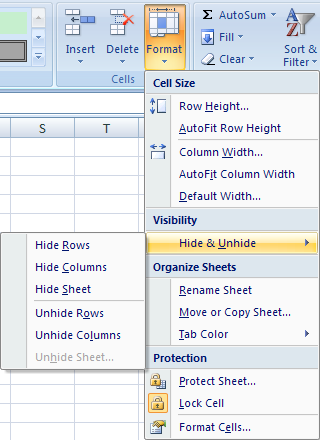 Insert Delete Format
Cells
Σ AutoSum
Fill
Clear
Sort &
Filter
S T
Cell Size
Row Height...
AutoFit Row Height
Column Width...
AutoFit Column Width
Default Width...
Visibility
Hide & Unhide
Hide Rows
Hide Columns
Hide Sheet
Unhide Rows
Unhide Columns
Unhide Sheet...
Organize Sheets
Rename Sheet
Move or Copy Sheet...
Tab Color
Protection
Protect Sheet...
Lock Cell
Format Cells...